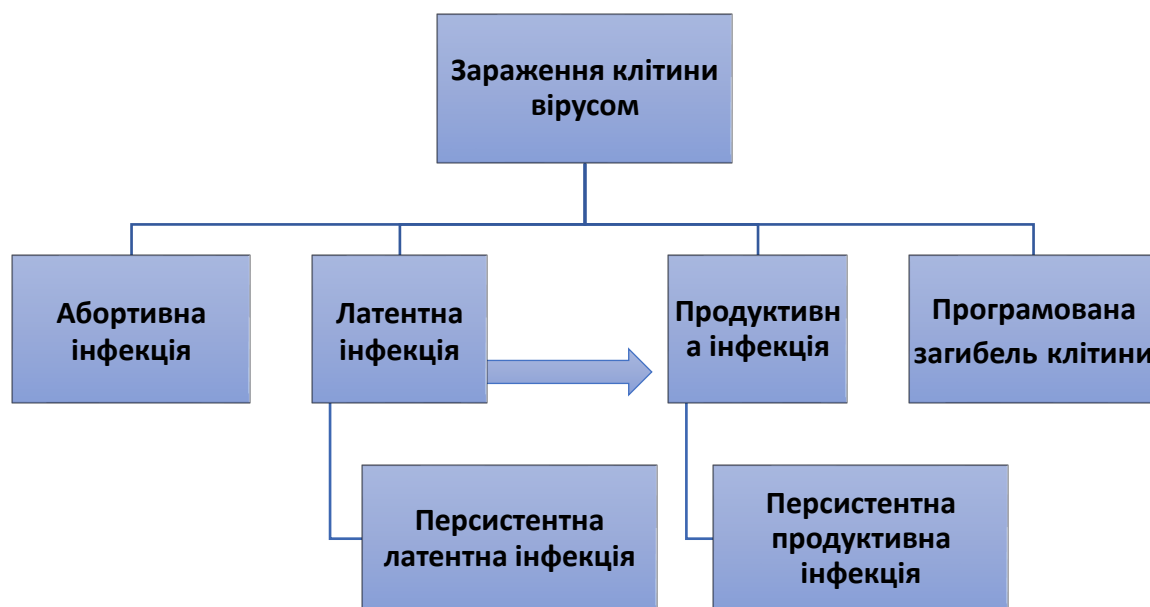 Зараження клітини
вірусом
Абортивна
інфекція
Латентна
інфекція
Продуктивн
а інфекція
Програмована
загибель клітини
Персистентна
латентна інфекція
Персистентна
продуктивна
інфекція